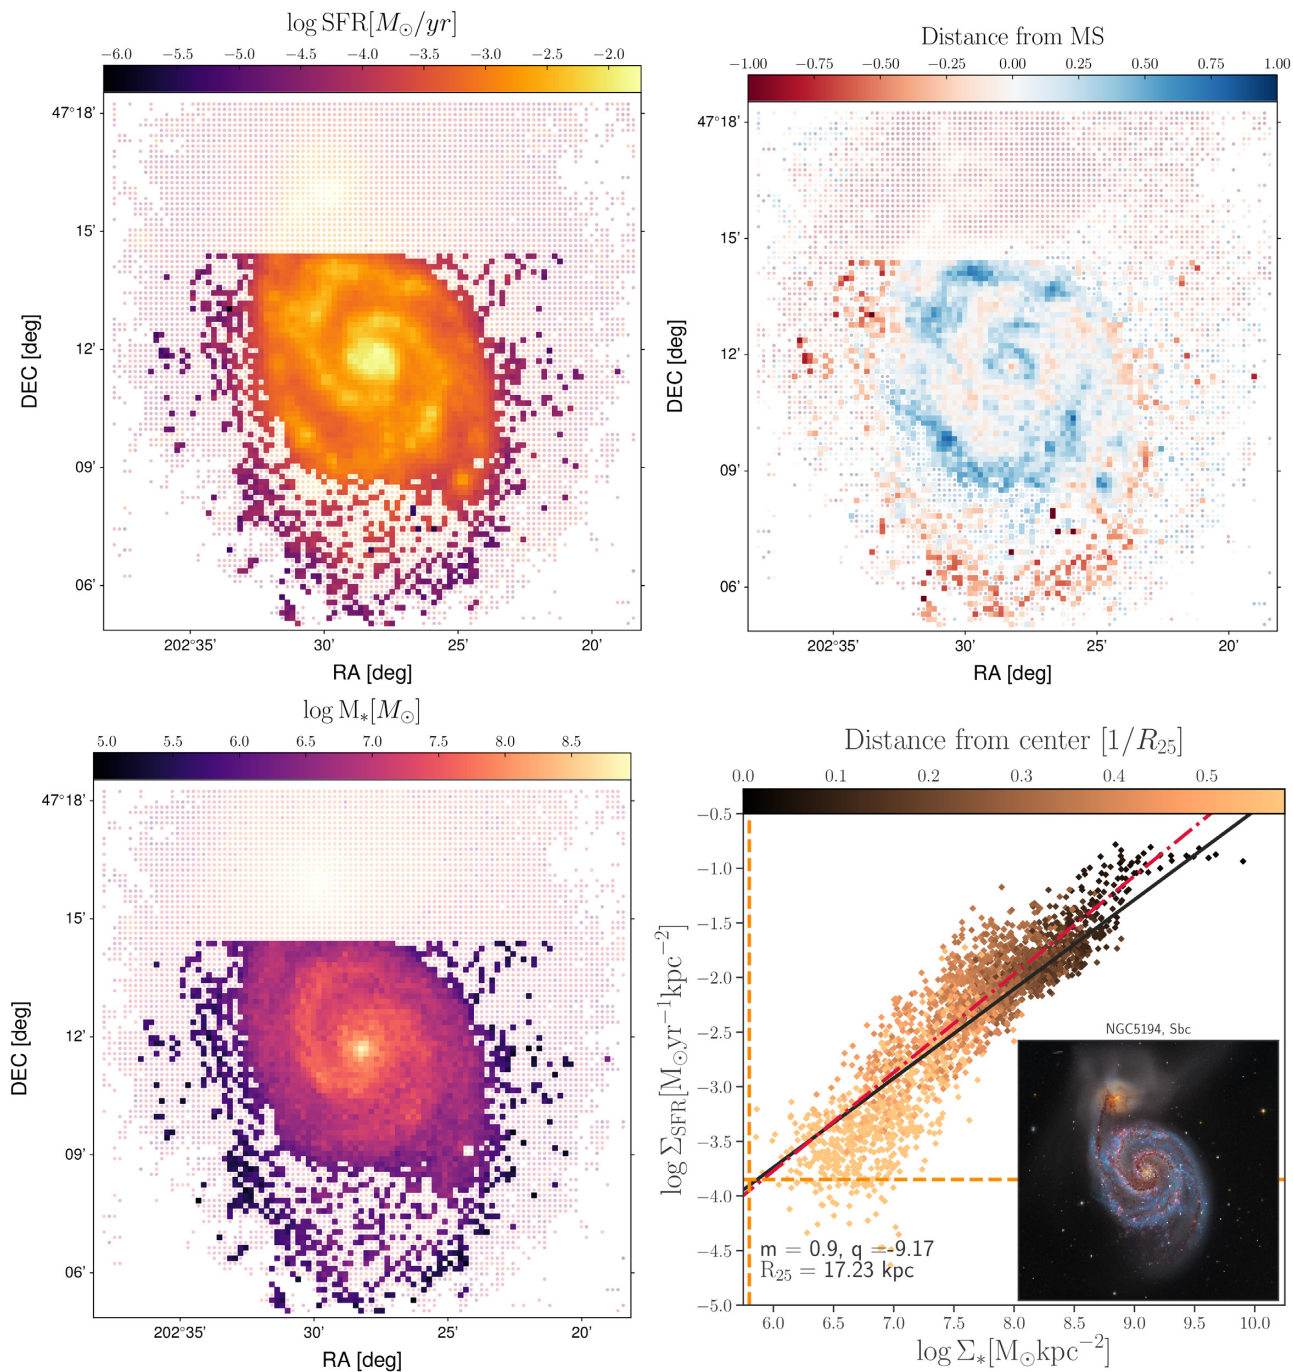 log SFR[M⊙/yr]
−6.0 −5.5 −5.0 −4.5 −4.0 −3.5 −3.0 −2.5 −2.0
47°18'
15'
12'
09'
06'
DEC [deg]
202°35' 30' 25' 20'
RA [deg]
Distance from MS
−1.00 −0.75 −0.50 −0.25 0.00 0.25 0.50 0.75 1.00
47°18'
15'
12'
09'
06'
DEC [deg]
202°35' 30' 25' 20'
RA [deg]
log M*[M⊙]
5.0 5.5 6.0 6.5 7.0 7.5 8.0 8.5
47°18'
15'
12'
09'
06'
DEC [deg]
202°35' 30' 25' 20'
RA [deg]
Distance from center [1/R25]
0.0 0.1 0.2 0.3 0.4 0.5
−0.5
−1.0
−1.5
−2.0
−2.5
−3.0
−3.5
−4.0
−4.5
−5.0
log ΣSFR[M⊙yr−1kpc−2]
NGC5194, Sbc
m = 0.9, q =-9.17
R25 = 17.23 kpc
6.0 6.5 7.0 7.5 8.0 8.5 9.0 9.5 10.0
log Σ*[M⊙kpc−2]